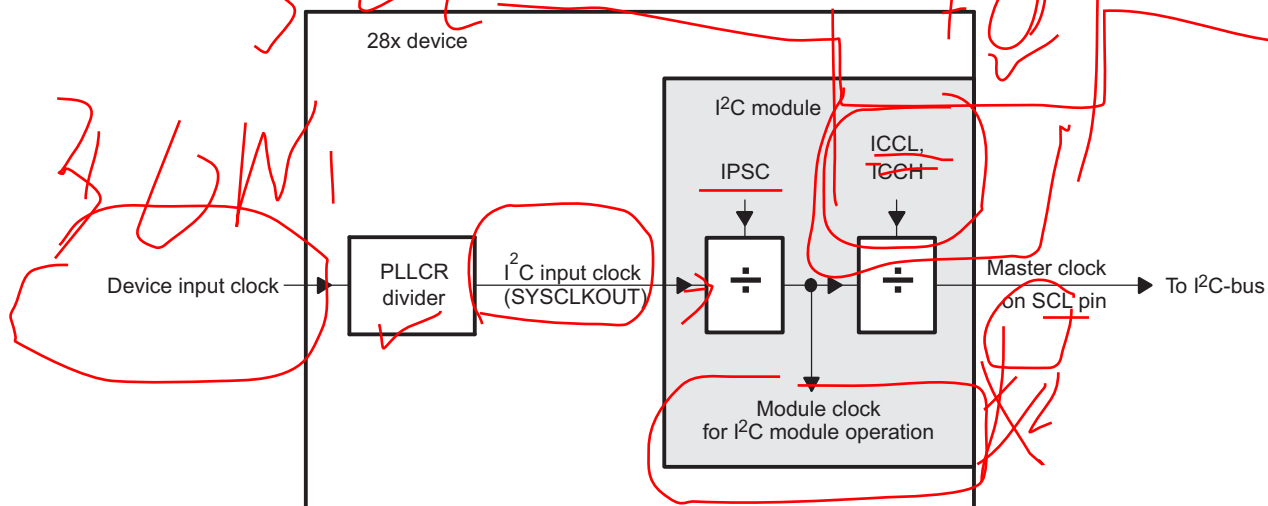 28x device
I²C module
IPSC
ICCL,
ICCH
Device input clock
PLLCR
divider
I²C input clock
(SYSCLKOUT)
÷
÷
Master clock
on SCL pin
To I²C-bus
Module clock
for I²C module operation